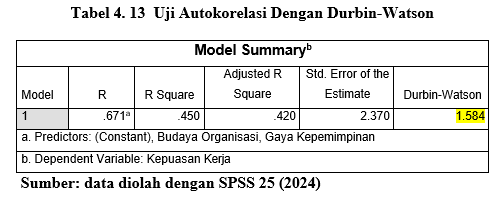 Tabel 4. 13 Uji Autokorelasi Dengan Durbin-Watson
Model Summaryb
Model R R Square Adjusted R Square Std. Error of the Estimate Durbin-Watson
1 .671a .450 .420 2.370 1.584
a. Predictors: (Constant), Budaya Organisasi, Gaya Kepemimpinan
b. Dependent Variable: Kepuasan Kerja
Sumber: data diolah dengan SPSS 25 (2024)